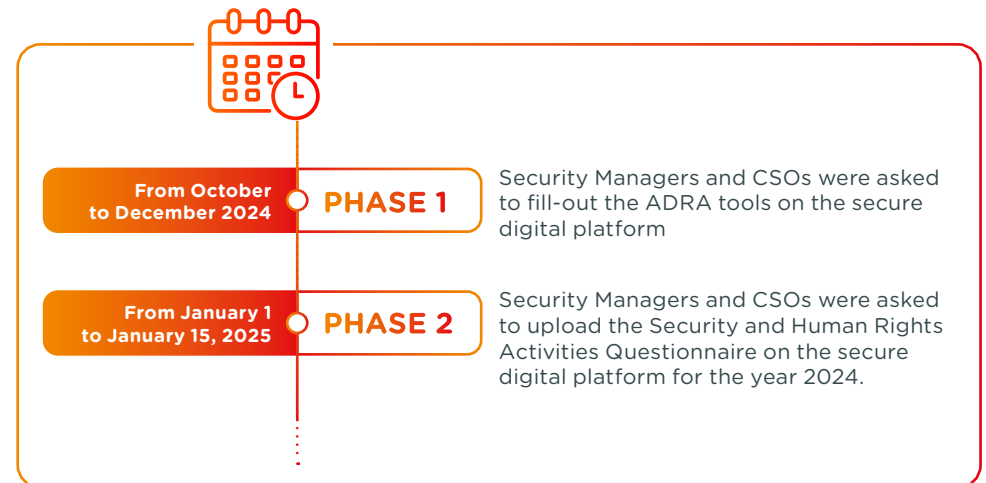 From October
to December 2024
PHASE 1
Security Managers and CSOs were asked
to fill-out the ADRA tools on the secure
digital platform
From January 1
to January 15, 2025
PHASE 2
Security Managers and CSOs were asked
to upload the Security and Human Rights
Activities Questionnaire on the secure
digital platform for the year 2024.